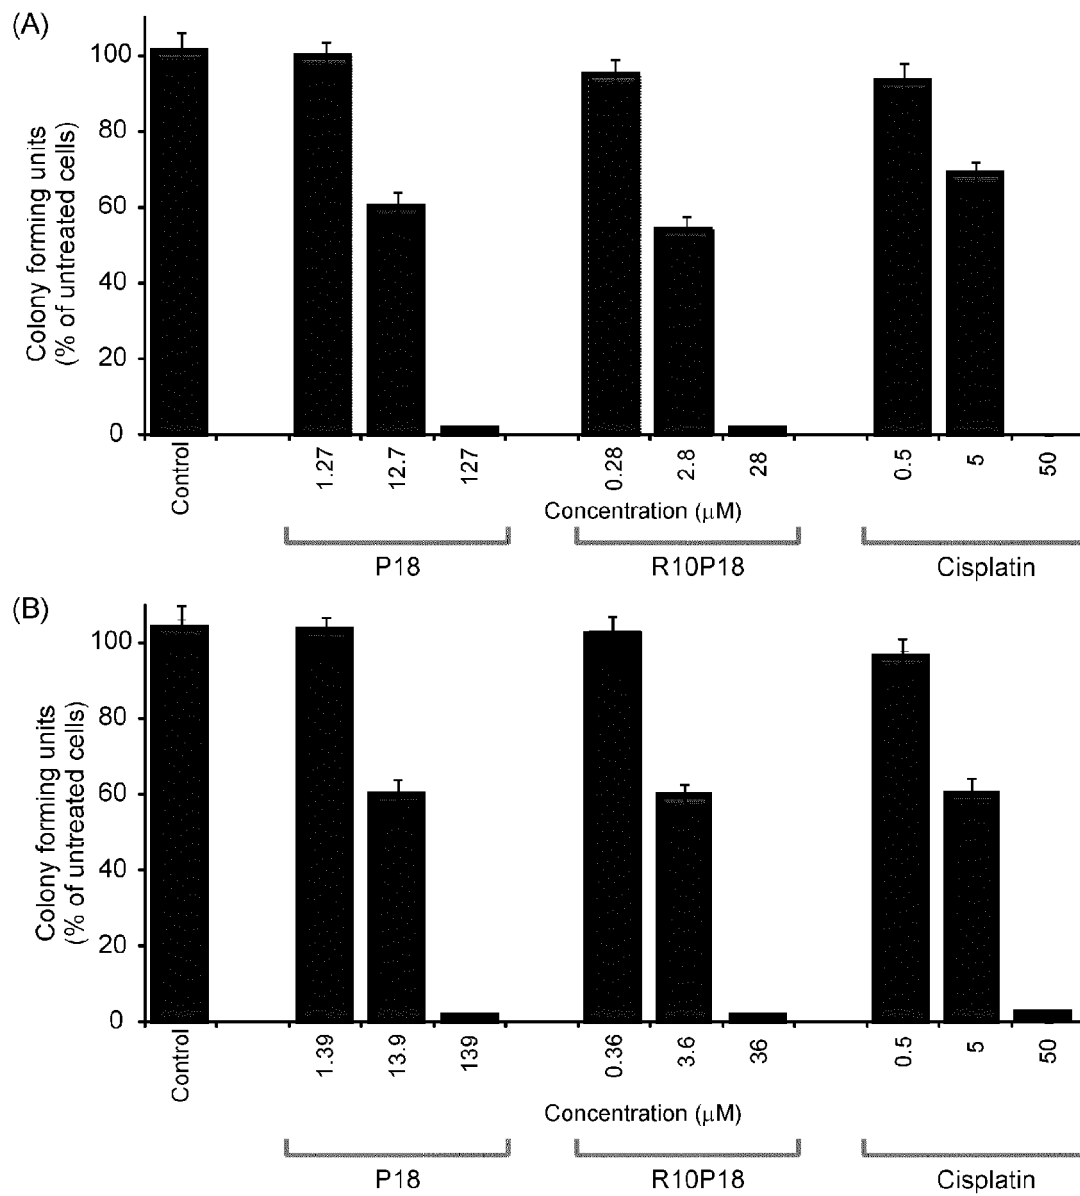 (A)
Colony forming units
(% of untreated cells)
100
80
60
40
20
0
Control
1.27
12.7
127
0.28
2.8
28
0.5
5
50
Concentration (μM)
P18
R10P18
Cisplatin
(B)
Colony forming units
(% of untreated cells)
100
80
60
40
20
0
Control
1.39
13.9
139
0.36
3.6
36
0.5
5
50
Concentration (μM)
P18
R10P18
Cisplatin